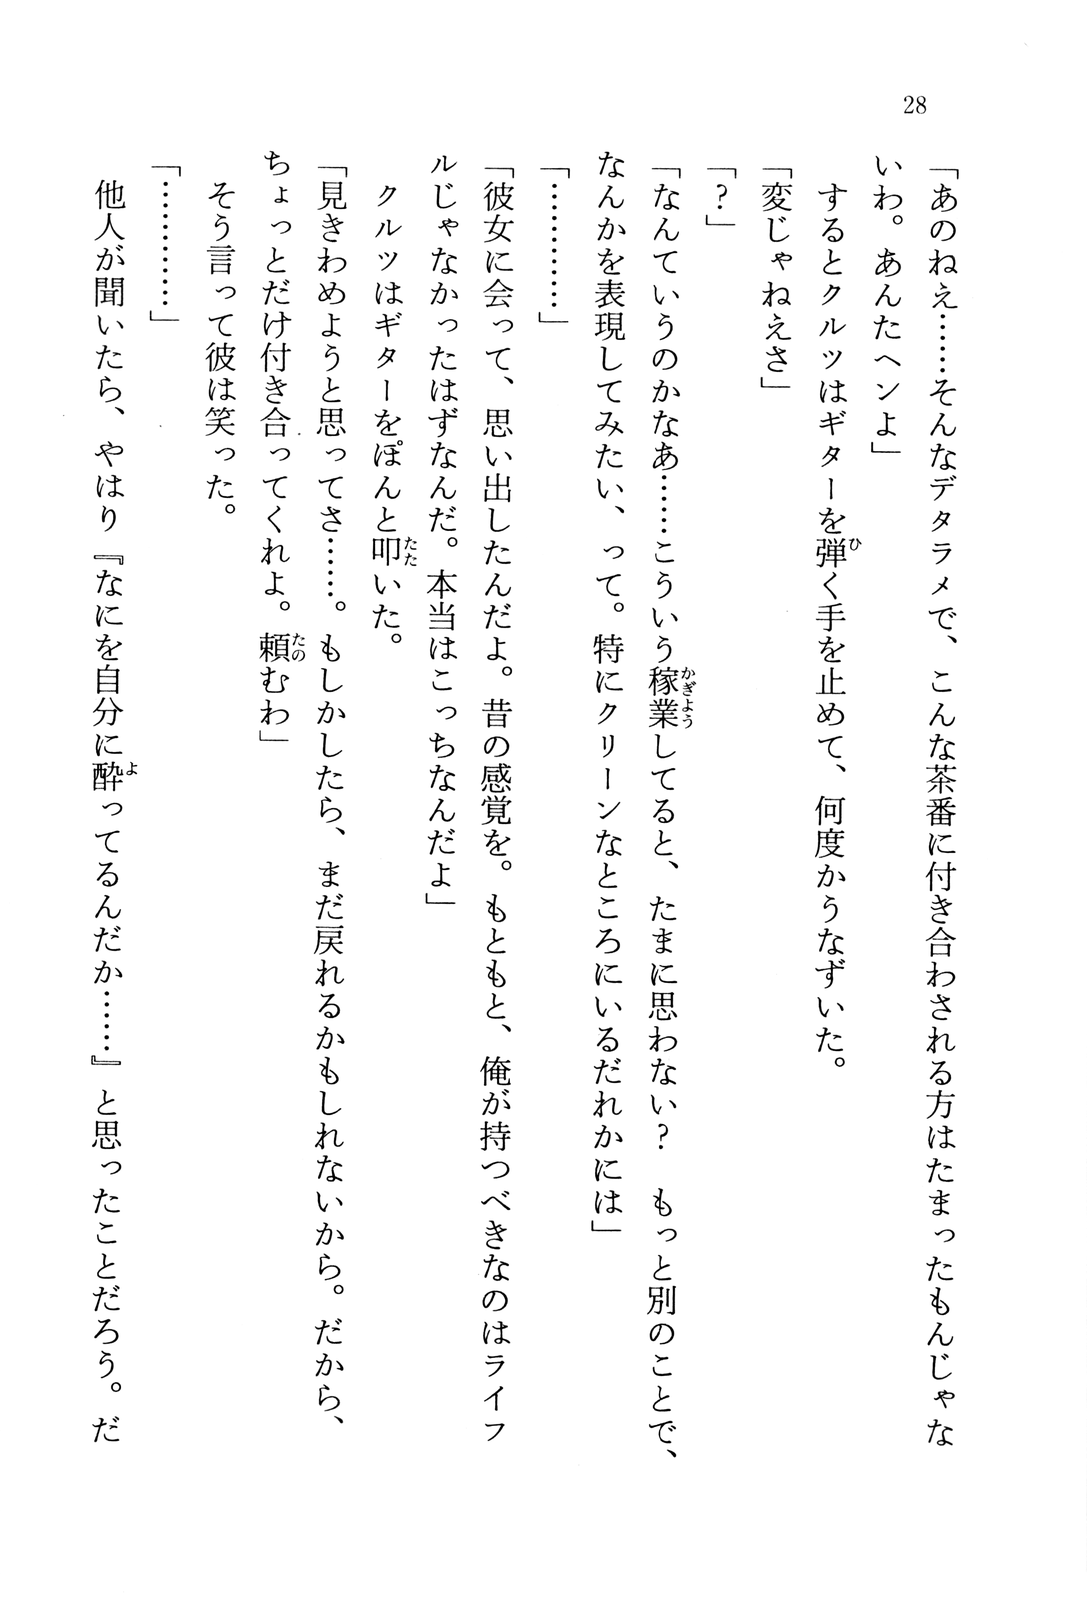 28
「あのねえ……そんなデタラメで、こんな茶番に付き合わされる方はたまったもんじゃな
いわ。あんたヘンよ」
するとクルツはギターを弾く手を止めて、何度かうなずいた。
「変じゃねえさ」
「?」
「なんていうのかなあ……こういう稼業してると、たまに思わない? もっと別のことで、
なんかを表現してみたい、って。特にクリーンなところにいるだれかには」
「…………」
「彼女に会って、思い出したんだよ。昔の感覚を。もともと、俺が持つべきなのはライフ
ルじゃなかったはずなんだ。本当はこっちなんだよ」
クルツはギターをぽんと叩いた。
「見きわめようと思ってさ……。もしかしたら、まだ戻れるかもしれないから。だから、
ちょっとだけ付き合ってくれよ。頼むわ」
そう言って彼は笑った。
「…………」
他人が聞いたら、やはり『なにを自分に酔ってるんだか……』と思ったことだろう。だ